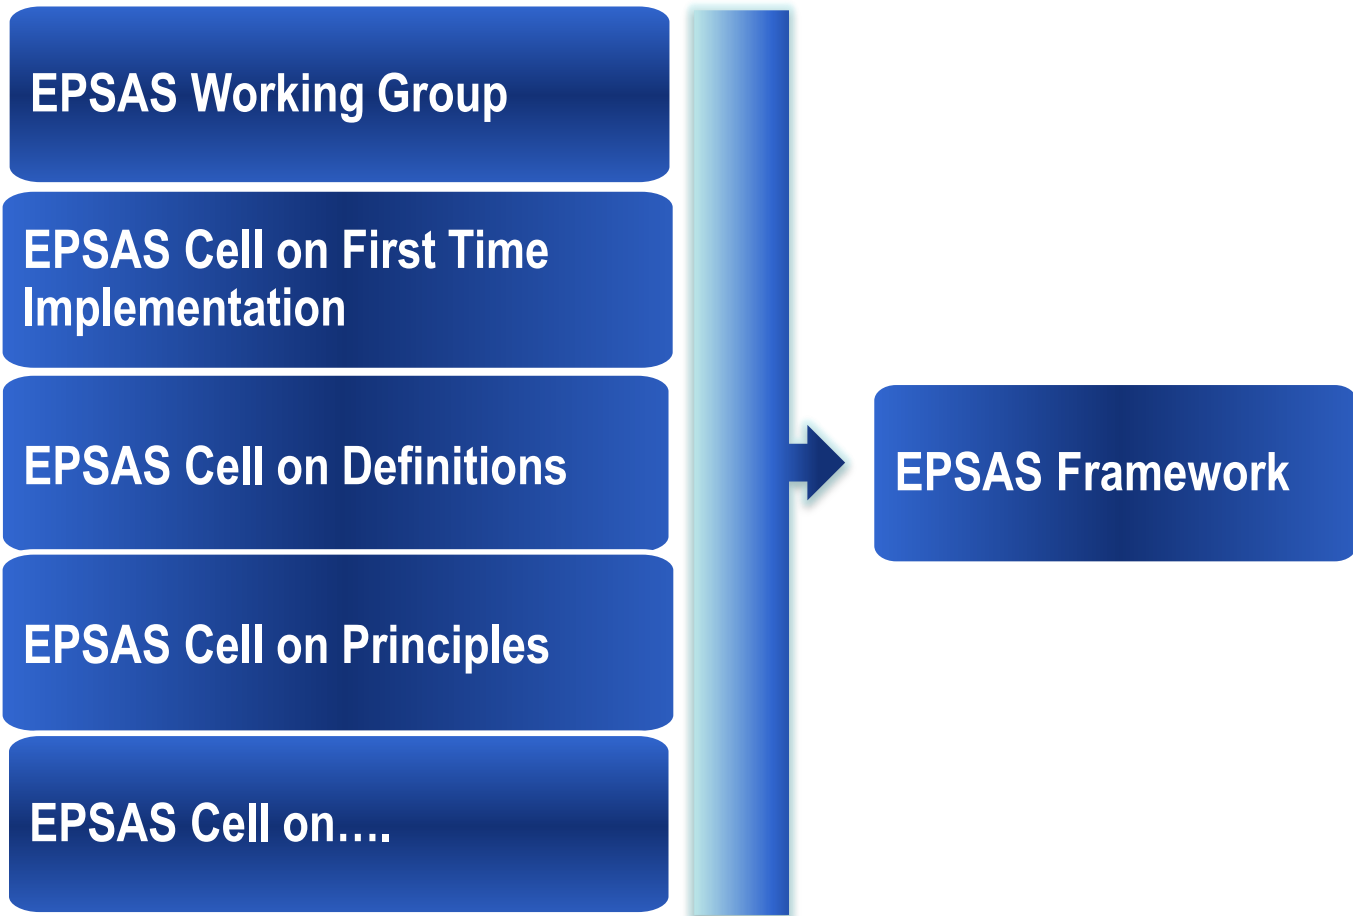 EPSAS Working Group
EPSAS Cell on First Time
Implementation
EPSAS Cell on Definitions
EPSAS Framework
EPSAS Cell on Principles
EPSAS Cell on….